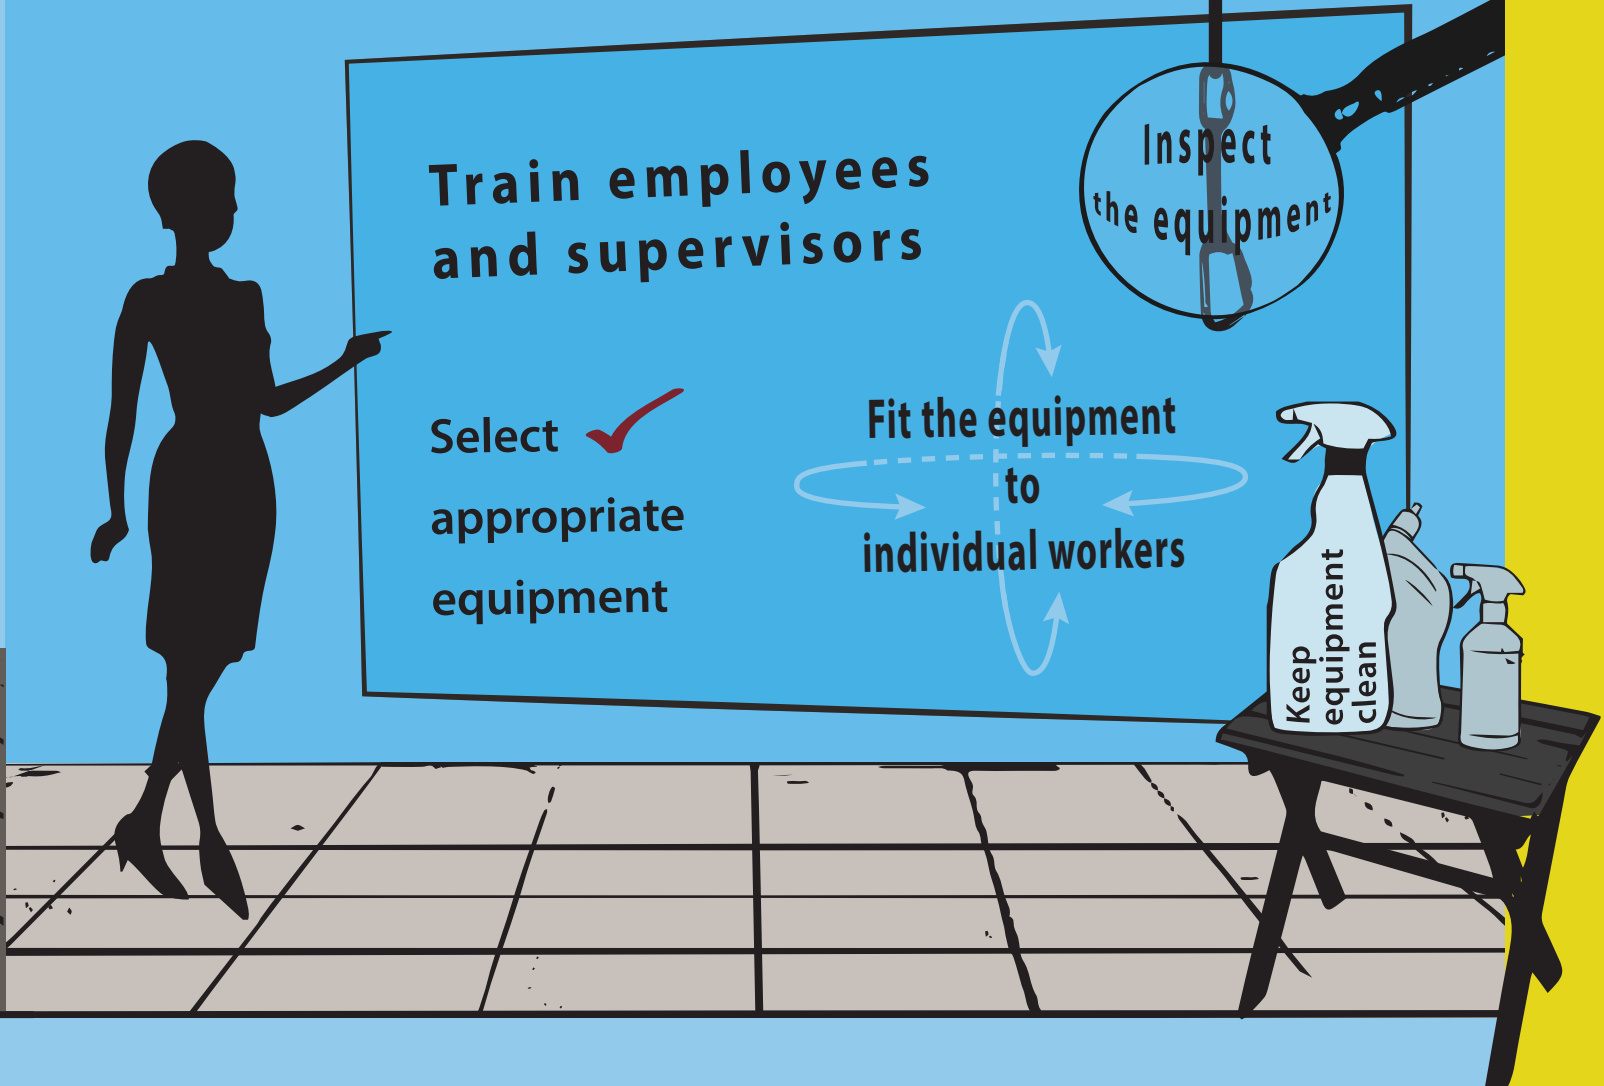 Train employees
and supervisors
Inspect
the equipment
Select
appropriate
equipment
Fit the equipment
to
individual workers
Keep
equipment
clean